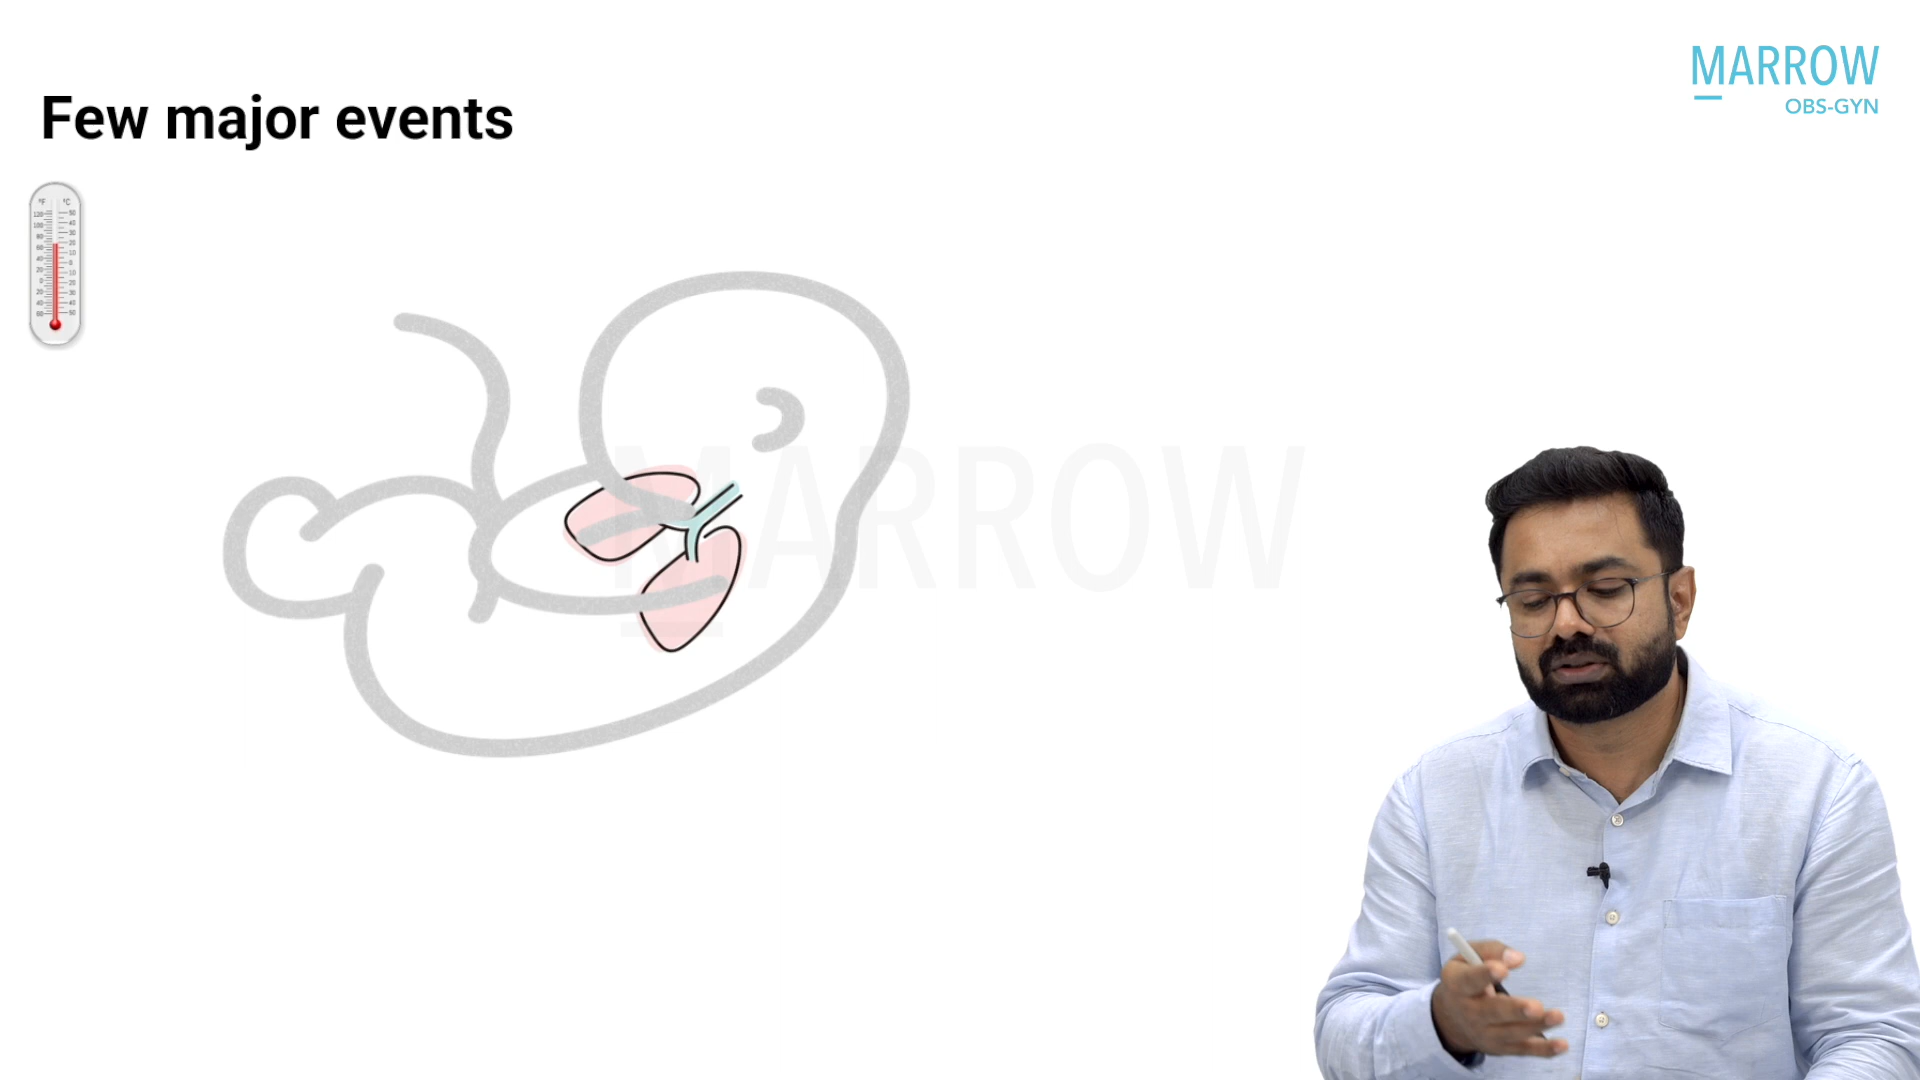 MARROW
OBS-GYN
Few major events
°F °C
MARROW